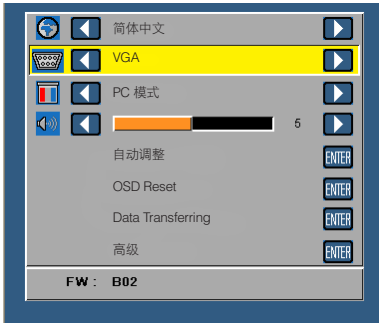 简体中文
VGA
PC 模式
5
自动调整 ENTER
OSD Reset ENTER
Data Transferring ENTER
高级 ENTER
FW : B02